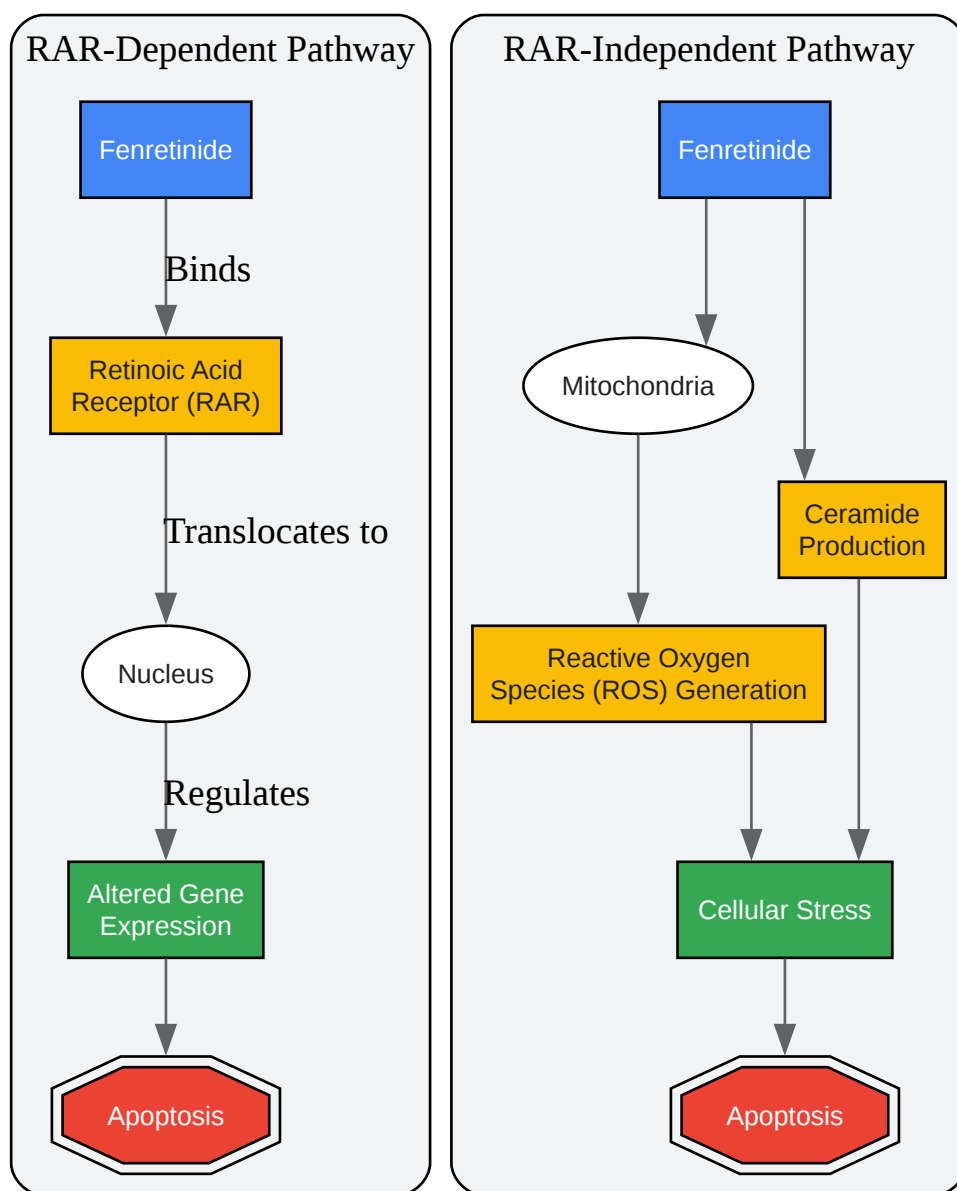 RAR-Dependent Pathway
Fenretinide
Binds
Retinoic Acid
Receptor (RAR)
Translocates to
Nucleus
Regulates
Altered Gene
Expression
Apoptosis
RAR-Independent Pathway
Fenretinide
Mitochondria
Ceramide
Production
Reactive Oxygen
Species (ROS) Generation
Cellular Stress
Apoptosis